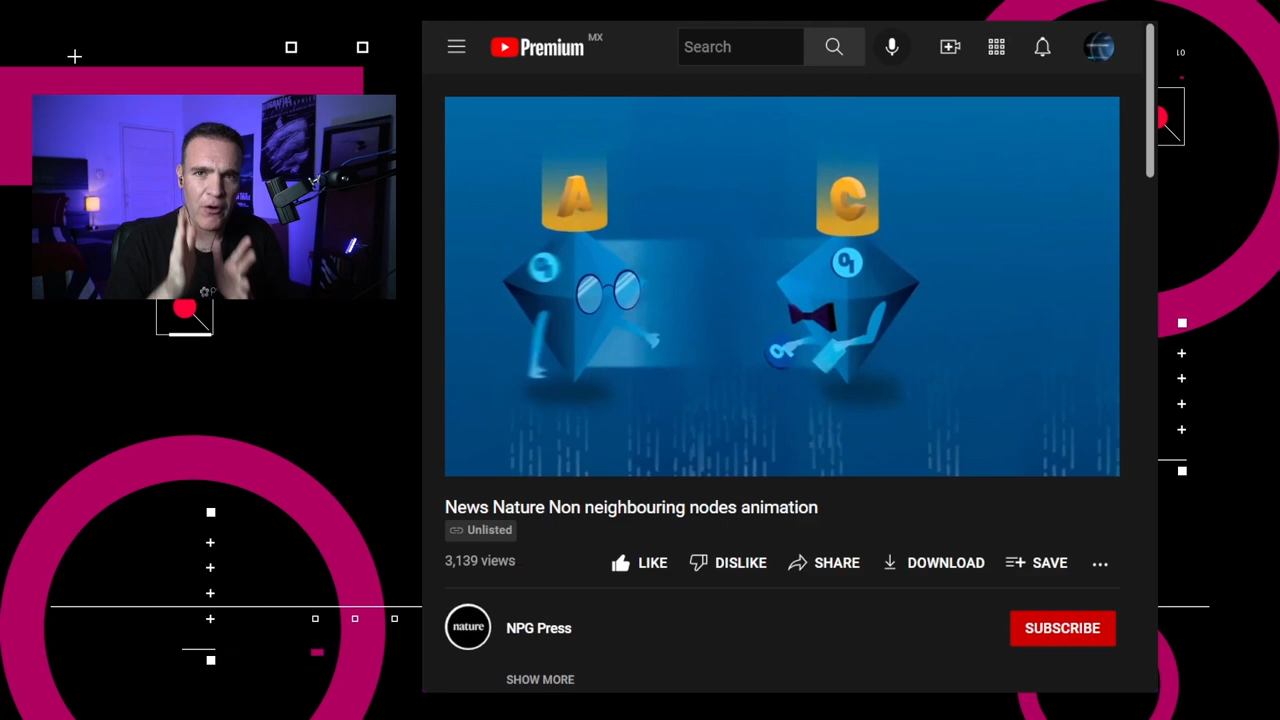 Premium MX
Search
A
C
News Nature Non neighbouring nodes animation
Unlisted
3,139 views
LIKE
DISLIKE
SHARE
DOWNLOAD
SAVE
nature
NPG Press
SUBSCRIBE
SHOW MORE